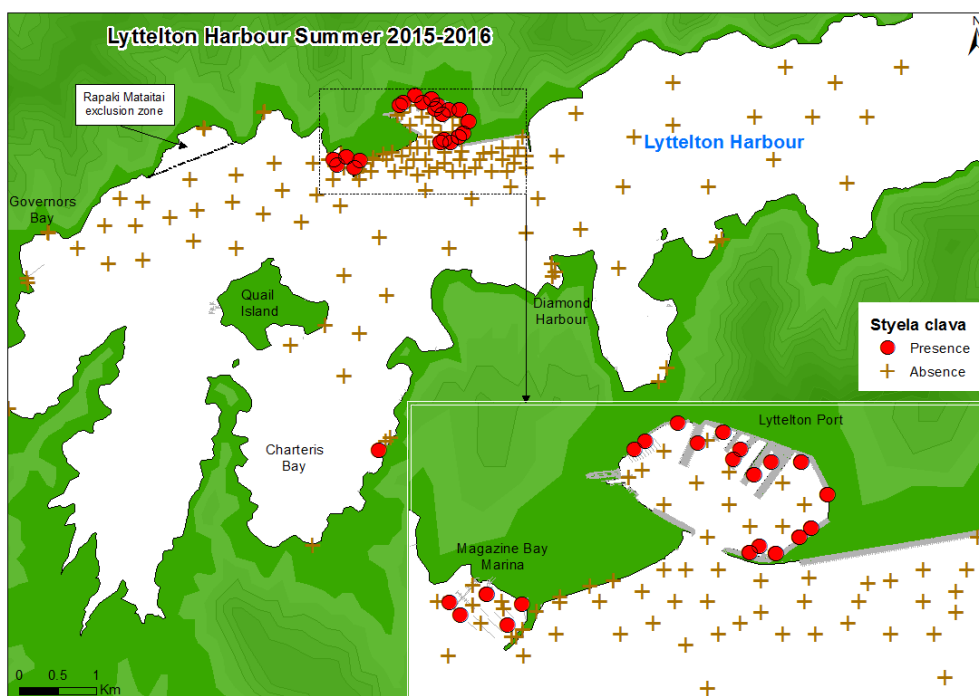 Lyttelton Harbour Summer 2015-2016
N
Rapaki Mataitai
exclusion zone
Lyttelton Harbour
Governors
Bay
Quail
Island
Diamond
Harbour
Styela clava
Presence
Absence
Charteris
Bay
Lyttelton Port
Magazine Bay
Marina
0 0.5 1
Km